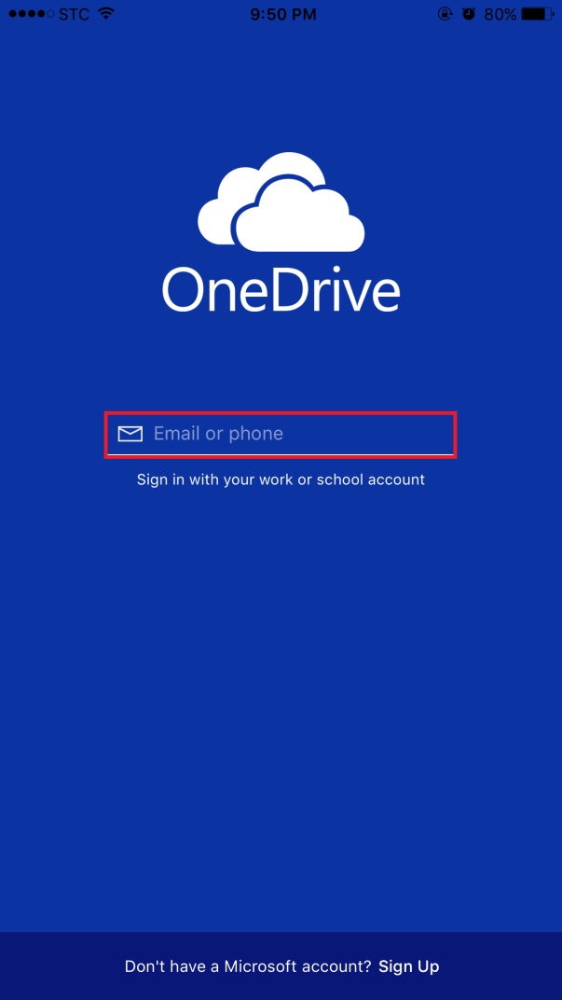 STC 9:50 PM 80%
OneDrive
Email or phone
Sign in with your work or school account
Don't have a Microsoft account? Sign Up